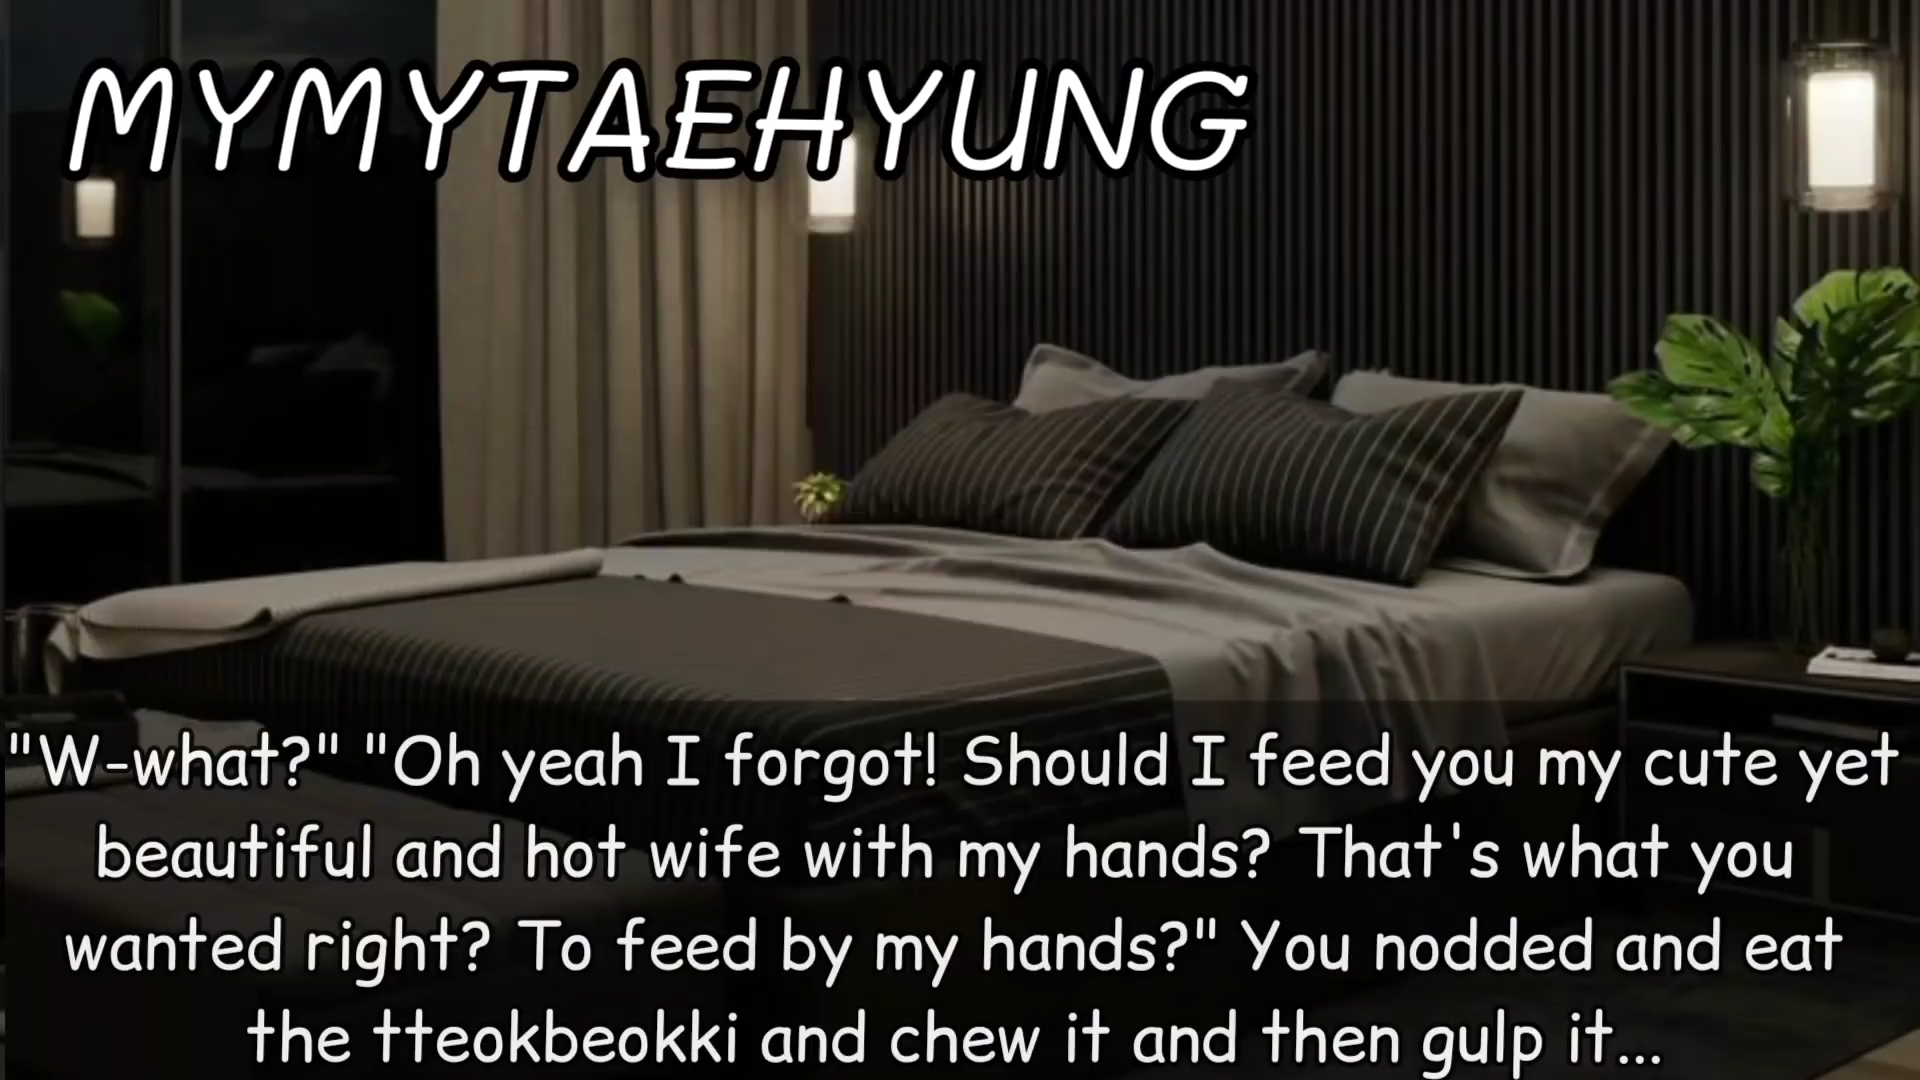 MYMYTAEHYUNG
"W-what?" "Oh yeah I forgot! Should I feed you my cute yet
beautiful and hot wife with my hands? That's what you
wanted right? To feed by my hands?" You nodded and eat
the tteokbeokki and chew it and then gulp it...